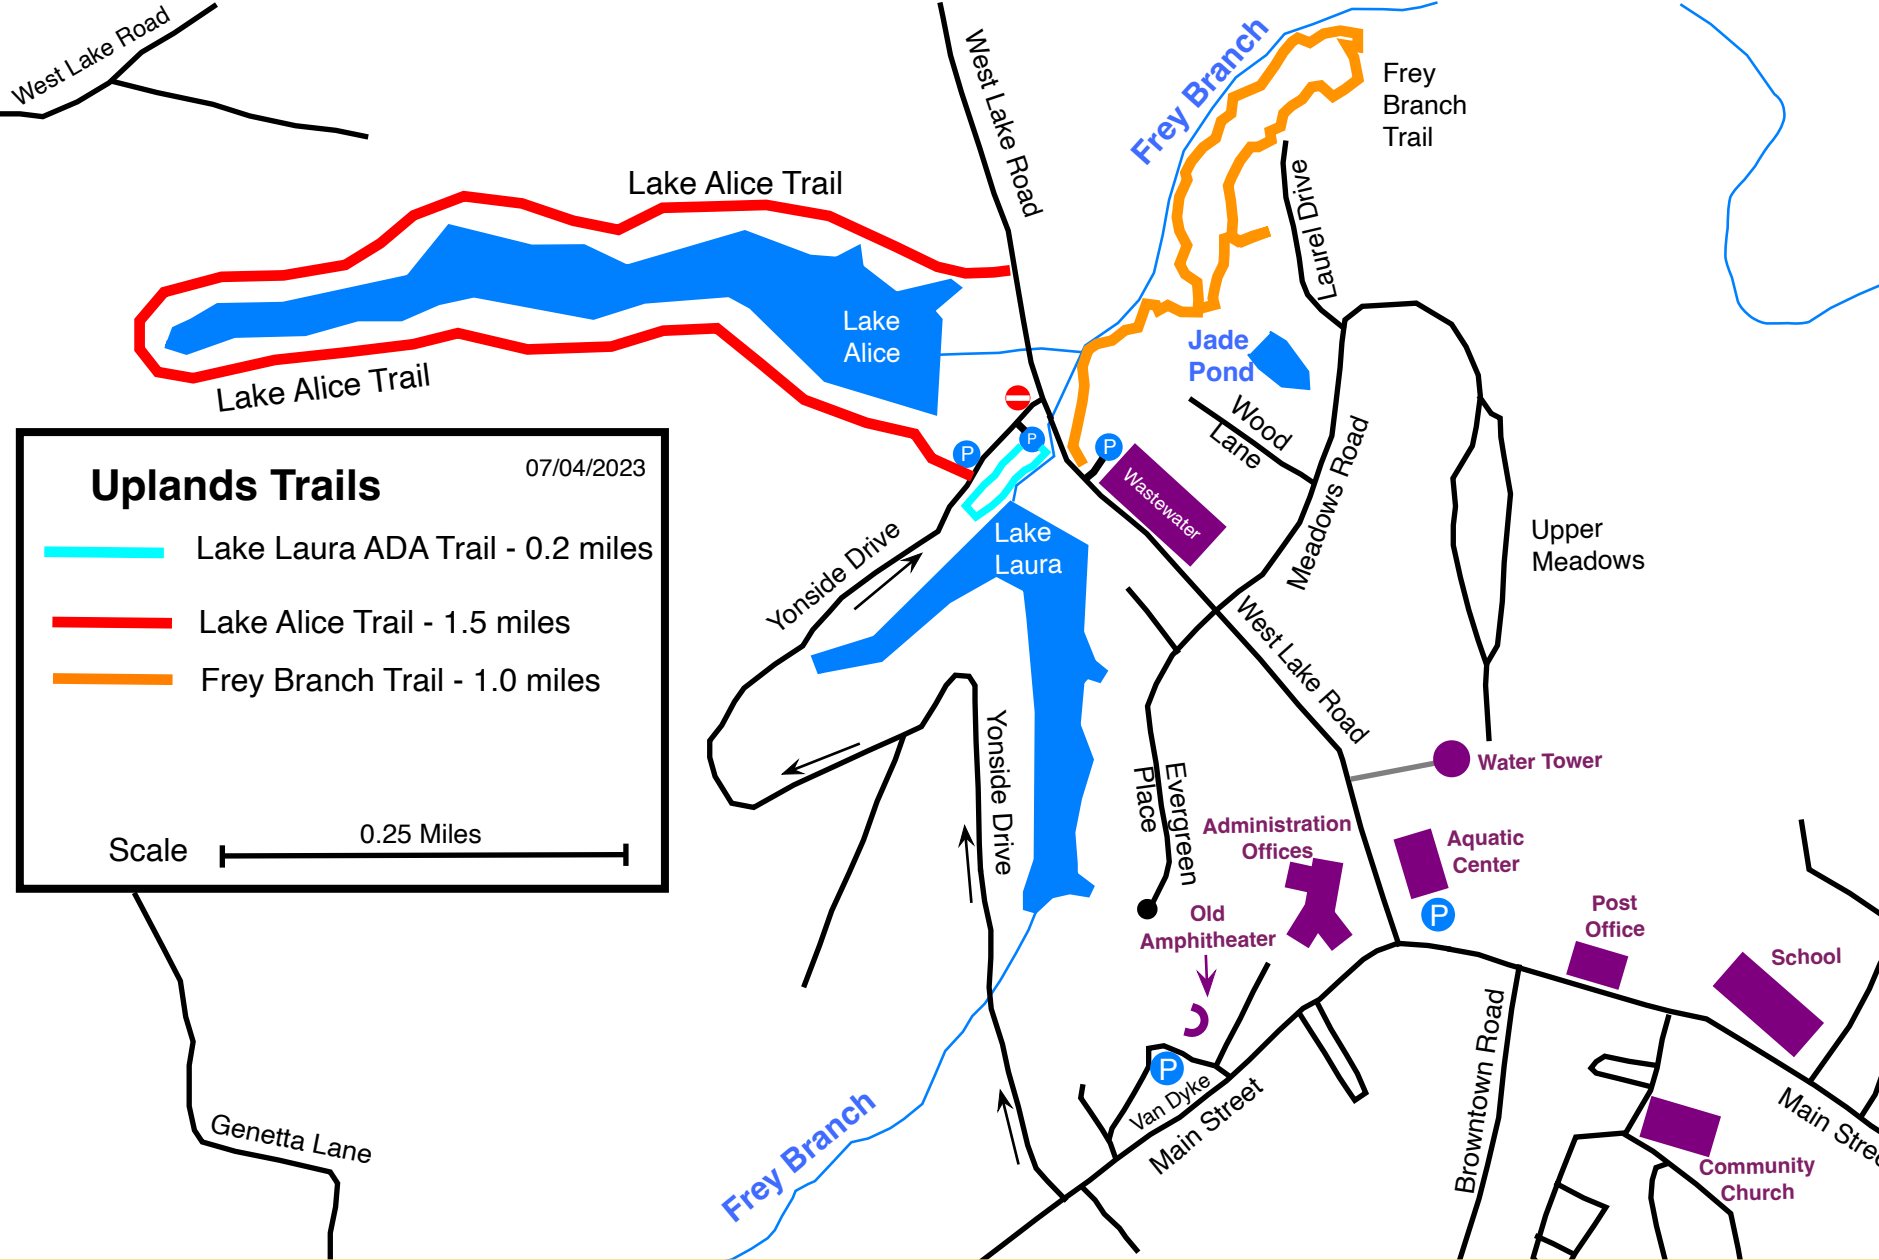 West Lake Road
West Lake Road
Frey Branch
Frey
Branch
Trail
Lake Alice Trail
Laurel Drive
Lake
Alice
Jade
Pond
Lake Alice Trail
Wood
Lane
P
P
P
Wastewater
Meadows Road
Upper
Meadows
Uplands Trails
07/04/2023
Lake Laura ADA Trail - 0.2 miles
Lake Alice Trail - 1.5 miles
Frey Branch Trail - 1.0 miles
Scale
0.25 Miles
Lake
Laura
Yonside Drive
West Lake Road
Yonside Drive
Evergreen
Place
Water Tower
Administration
Offices
Aquatic
Center
P
Old
Amphitheater
Post
Office
School
P
Van Dyke
Main Street
Browntown Road
Main Stree
Community
Church
Genetta Lane
Frey Branch